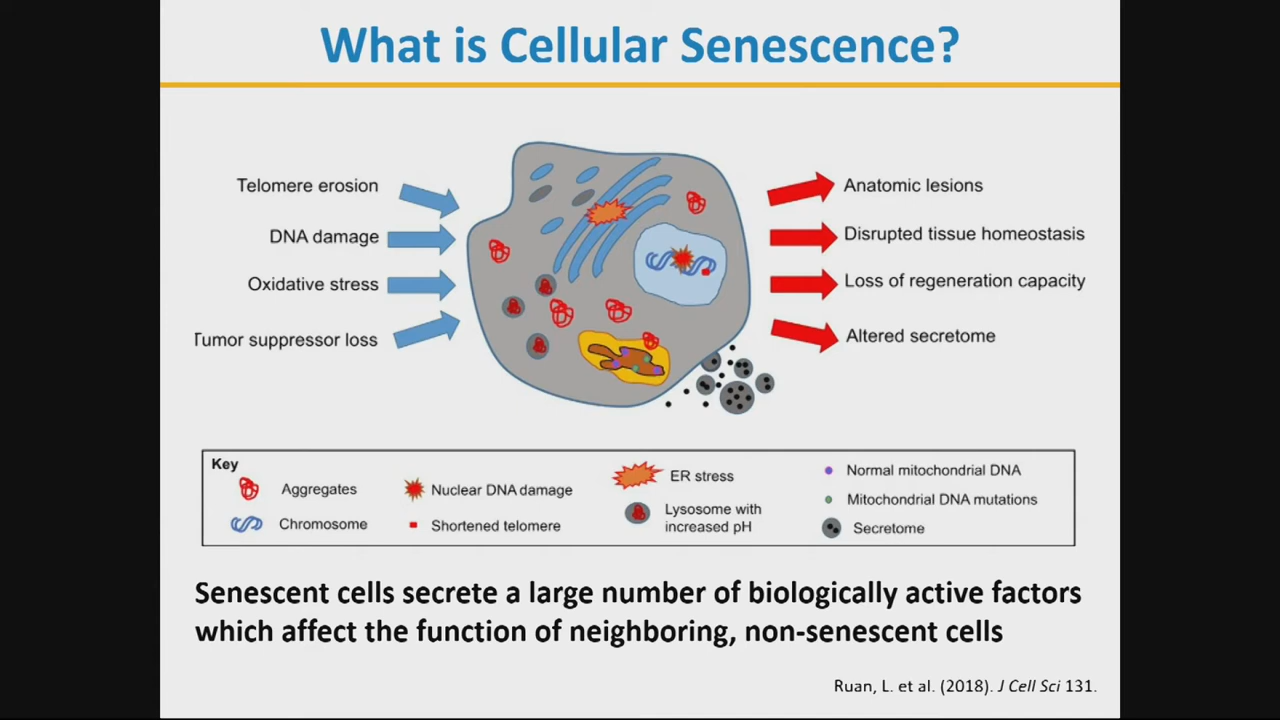 What is Cellular Senescence?
Telomere erosion
DNA damage
Oxidative stress
Tumor suppressor loss
Anatomic lesions
Disrupted tissue homeostasis
Loss of regeneration capacity
Altered secretome
Key
Aggregates
Chromosome
Nuclear DNA damage
Shortened telomere
ER stress
Lysosome with
increased pH
Normal mitochondrial DNA
Mitochondrial DNA mutations
Secretome
Senescent cells secrete a large number of biologically active factors
which affect the function of neighboring, non-senescent cells
Ruan, L. et al. (2018). J Cell Sci 131.